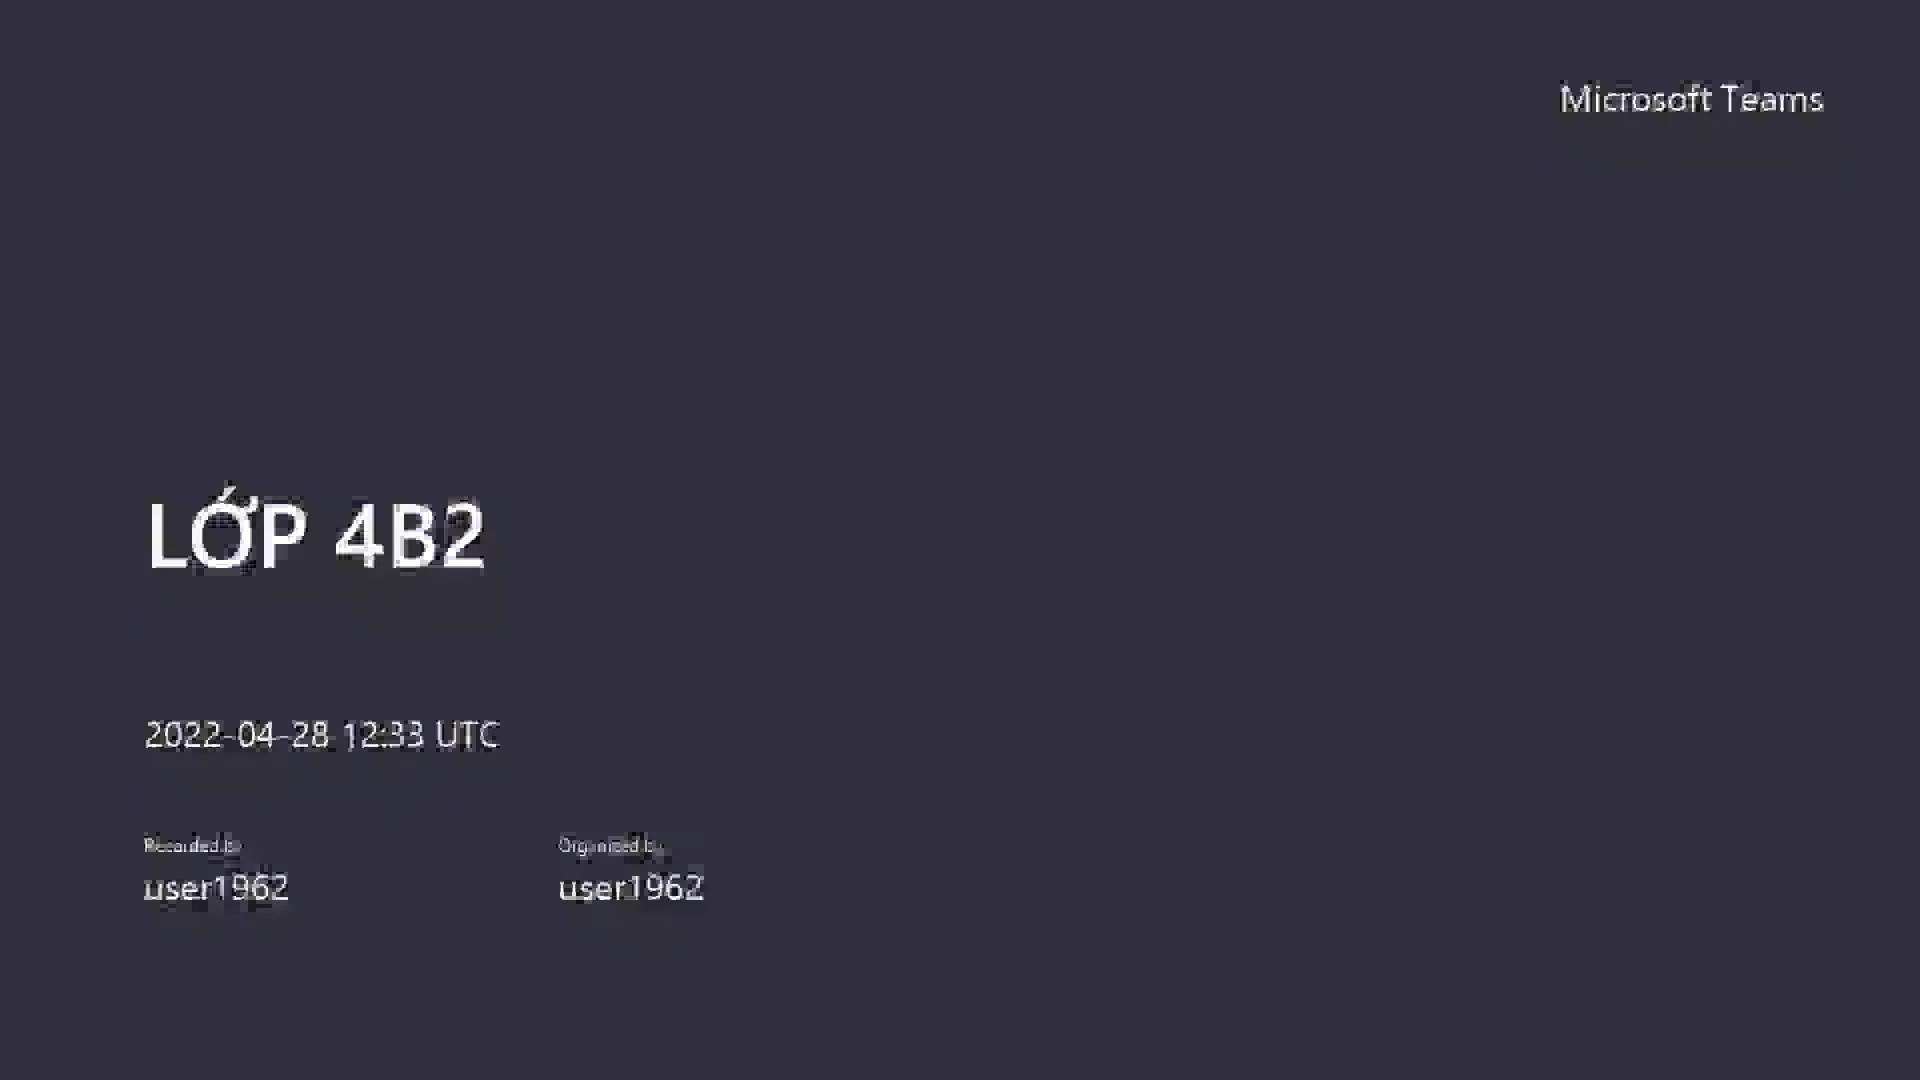 Microsoft Teams
LỚP 4B2
2022-04-28 12:33 UTC
Recorded by
Organized by
user1962
user1962